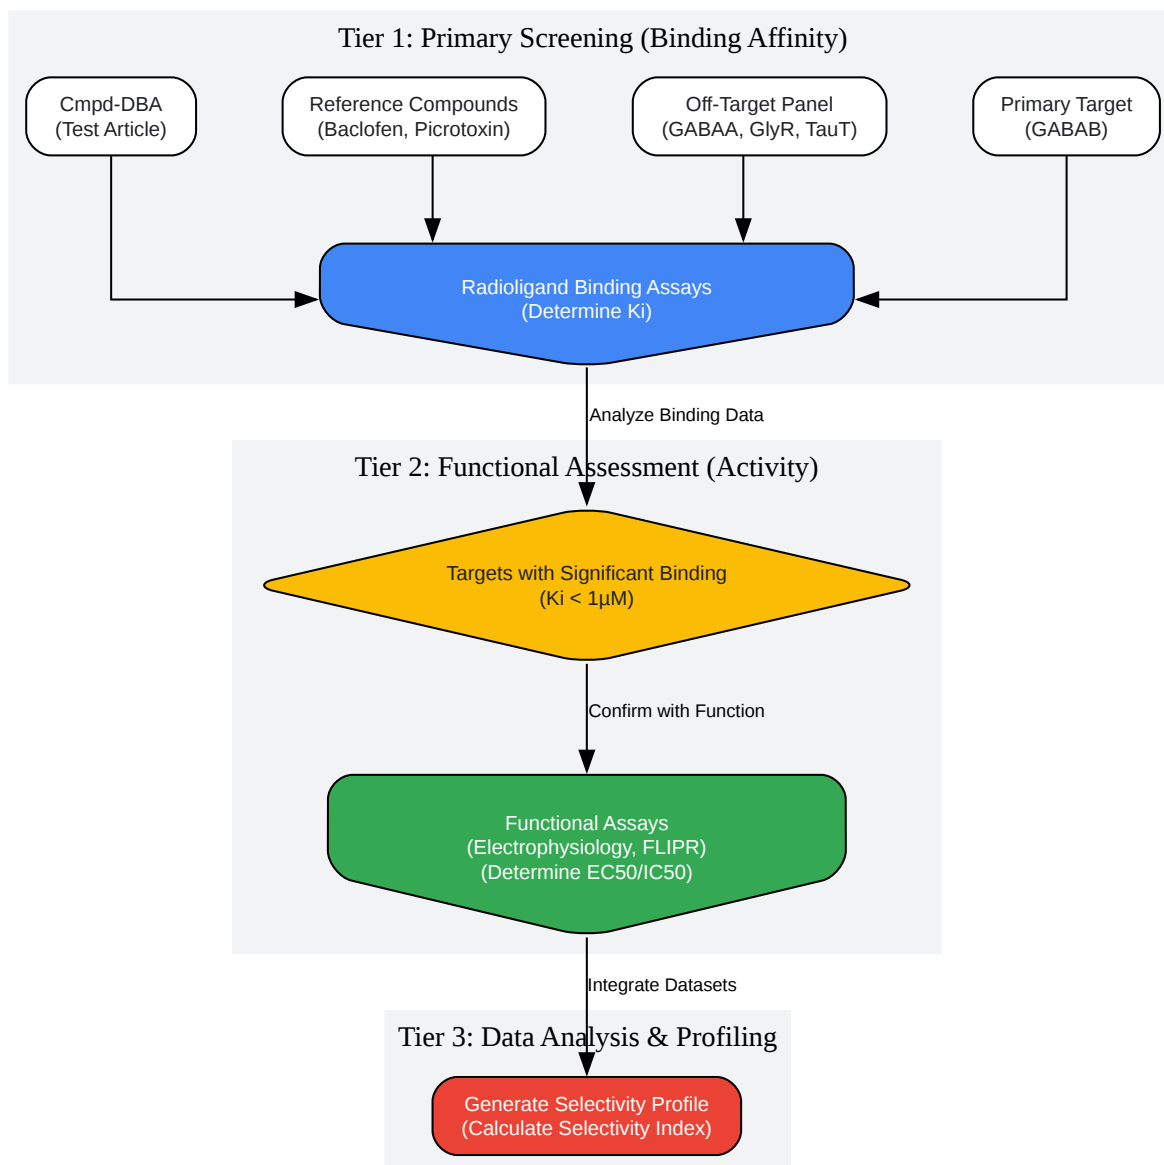 Tier 1: Primary Screening (Binding Affinity)
Cmpd-DBA
(Test Article)
Reference Compounds
(Baclofen, Picrotoxin)
Off-Target Panel
(GABAA, GlyR, TauT)
Primary Target
(GABAB)
Radioligand Binding Assays
(Determine Ki)
Analyze Binding Data
Tier 2: Functional Assessment (Activity)
Targets with Significant Binding
(Ki < 1µM)
Confirm with Function
Functional Assays
(Electrophysiology, FLIPR)
(Determine EC50/IC50)
Integrate Datasets
Tier 3: Data Analysis & Profiling
Generate Selectivity Profile
(Calculate Selectivity Index)